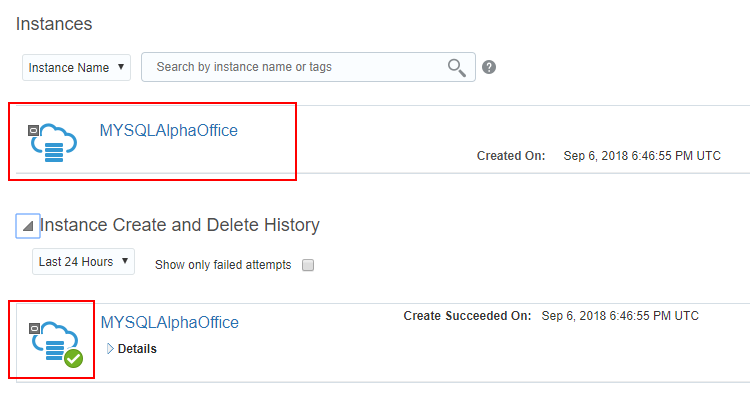 Instances
Instance Name
Search by instance name or tags
?
MYSQLAlphaOffice
Created On: Sep 6, 2018 6:46:55 PM UTC
Instance Create and Delete History
Last 24 Hours
Show only failed attempts
MYSQLAlphaOffice
Create Succeeded On: Sep 6, 2018 6:46:55 PM UTC
Details